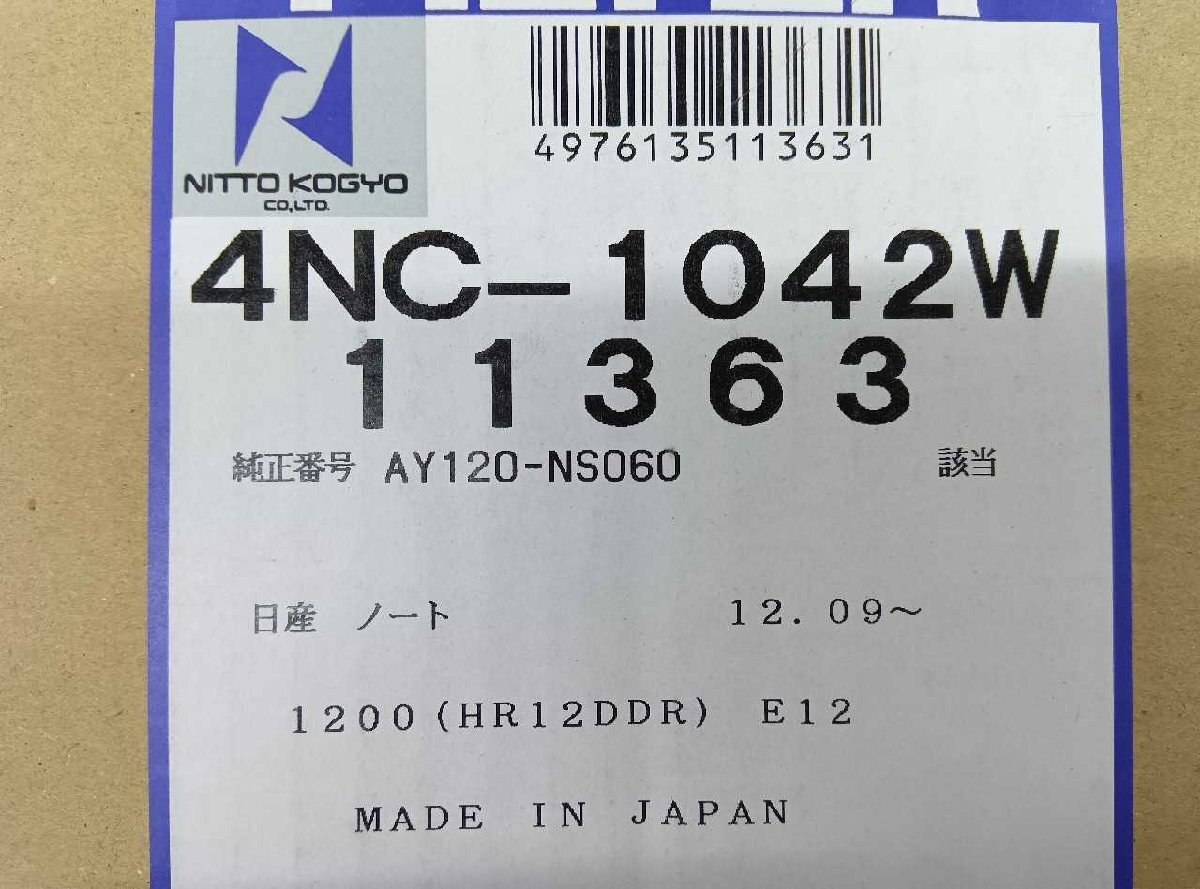 NITTO KOGYO
CO,LTD.
4976135113631
4NC-1042W
11363
純正番号 AY120-NS060 該当
日産 ノート 12.09~
1200(HR12DDR) E12
MADE IN JAPAN